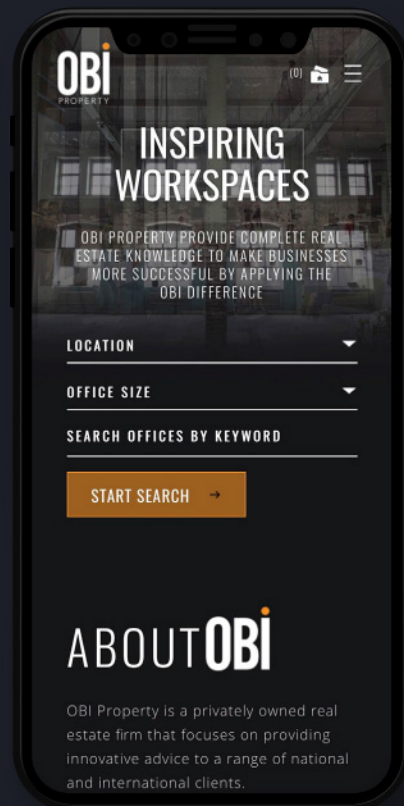 OBi
PROPERTY
(0)
INSPIRING
WORKSPACES
OBI PROPERTY PROVIDE COMPLETE REAL
ESTATE KNOWLEDGE TO MAKE BUSINESSES
MORE SUCCESSFUL BY APPLYING THE
OBI DIFFERENCE
LOCATION
OFFICE SIZE
SEARCH OFFICES BY KEYWORD
START SEARCH →
ABOUT OBi
OBI Property is a privately owned real
estate firm that focuses on providing
innovative advice to a range of national
and international clients.